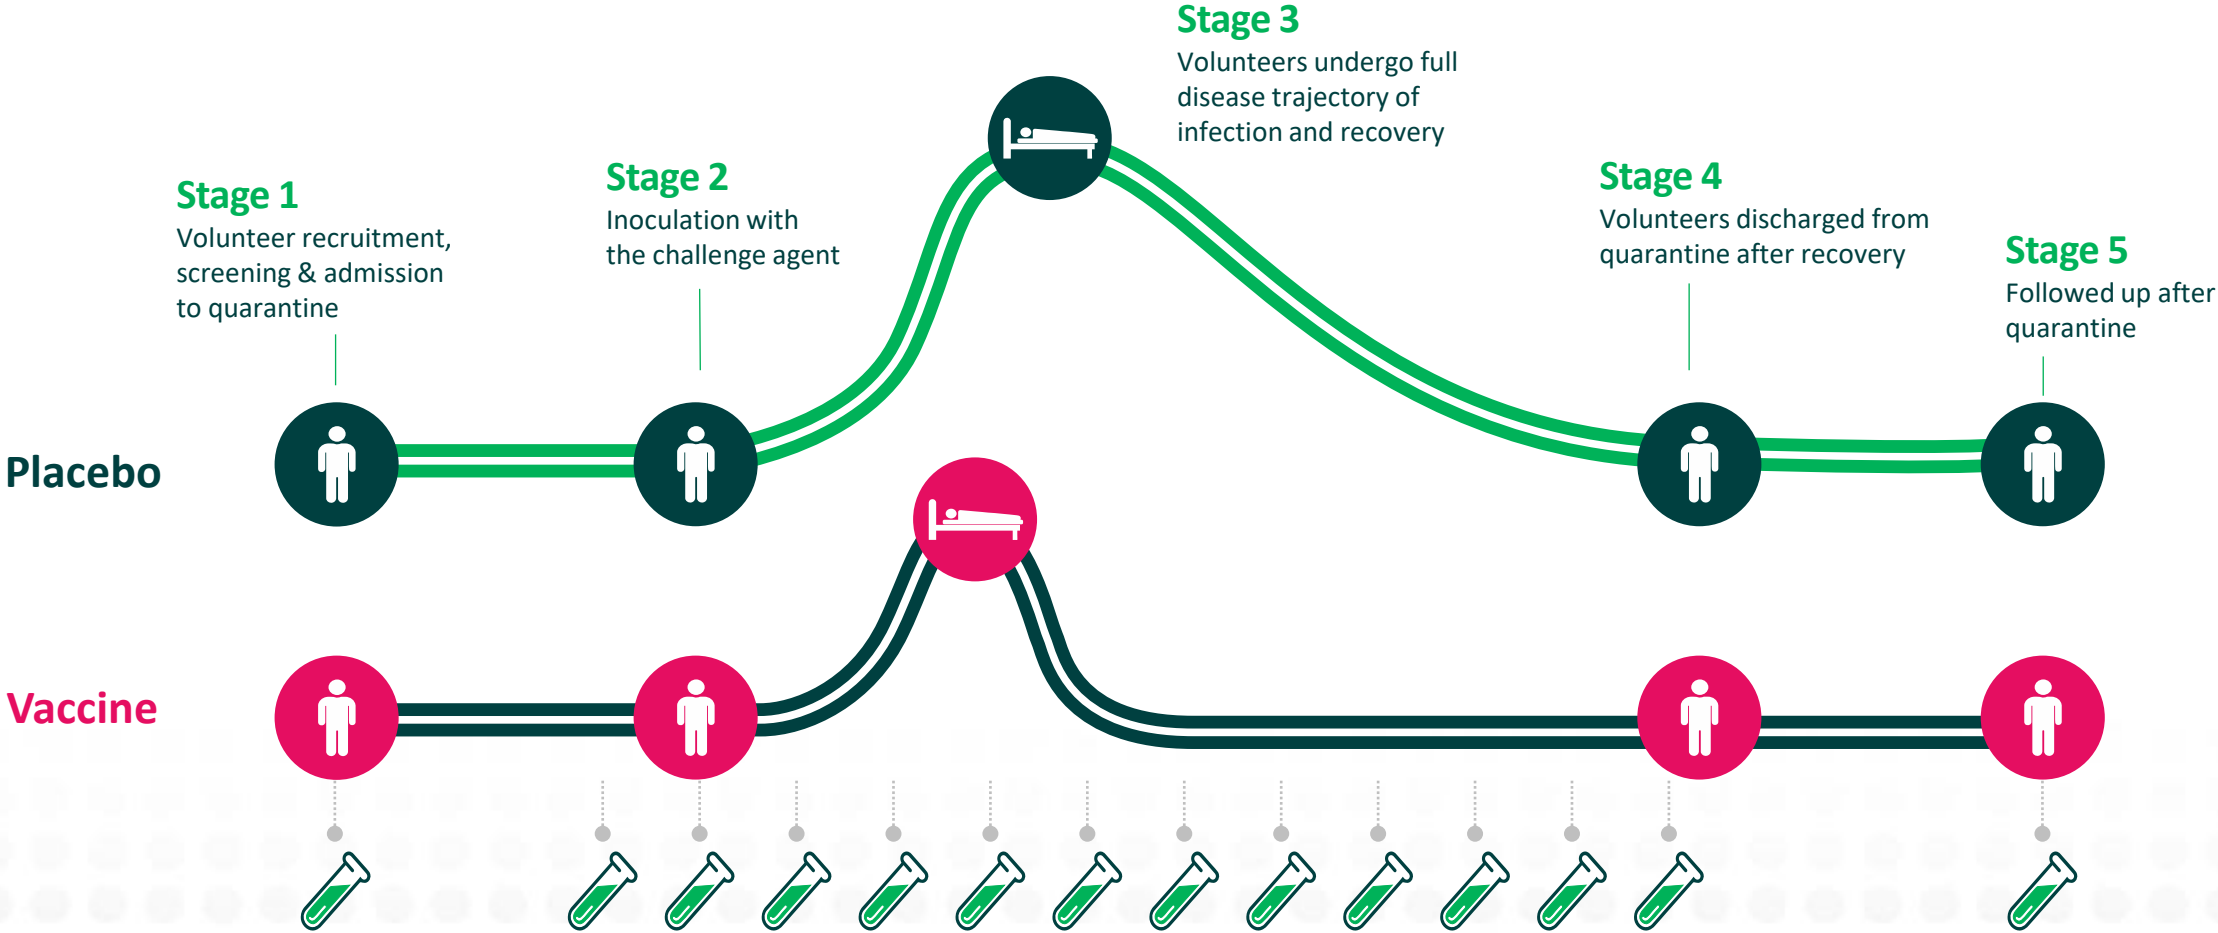 Stage 1
Volunteer recruitment,
screening & admission
to quarantine
Stage 2
Inoculation with
the challenge agent
Stage 3
Volunteers undergo full
disease trajectory of
infection and recovery
Stage 4
Volunteers discharged from
quarantine after recovery
Stage 5
Followed up after
quarantine
Placebo
Vaccine